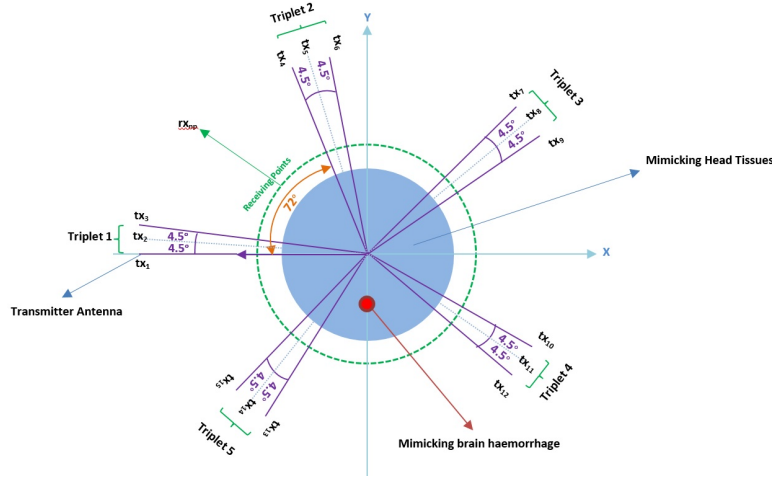 Triplet 2
Y
tx₄
tx₅
tx₆
4.5°
4.5°
Triplet 3
tx₇
tx₈
tx₉
4.5°
4.5°
rxₙₚ
Receiving Points
72°
Mimicking Head Tissues
Triplet 1
tx₃
tx₂
tx₁
4.5°
4.5°
X
Transmitter Antenna
tx₁₀
tx₁₁
tx₁₂
4.5°
4.5°
Triplet 4
tx₁₅
tx₁₄
tx₁₃
4.5°
4.5°
Triplet 5
Mimicking brain haemorrhage